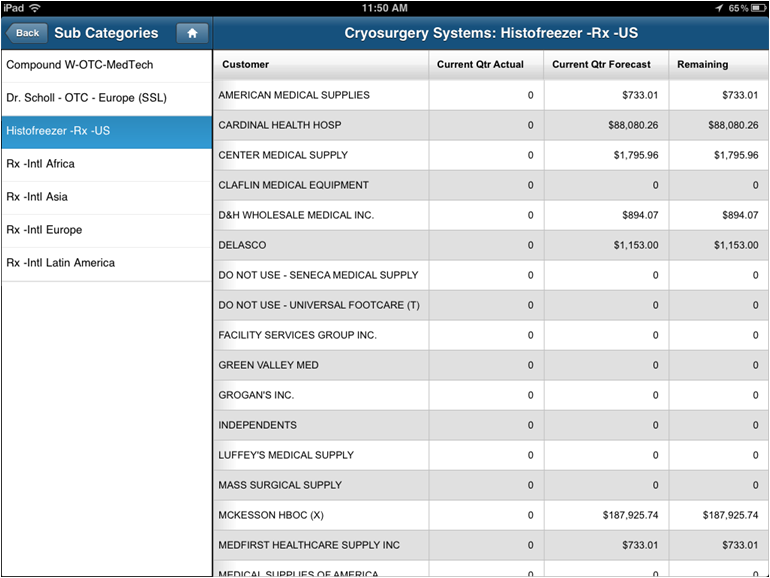 iPad 11:50 AM 65%
Back Sub Categories Cryosurgery Systems: Histofreezer -Rx -US
Compound W-OTC-MedTech
Dr. Scholl - OTC - Europe (SSL)
Histofreezer -Rx -US
Rx -Intl Africa
Rx -Intl Asia
Rx -Intl Europe
Rx -Intl Latin America
Customer Current Qtr Actual Current Qtr Forecast Remaining
AMERICAN MEDICAL SUPPLIES 0 $733.01 $733.01
CARDINAL HEALTH HOSP 0 $88,080.26 $88,080.26
CENTER MEDICAL SUPPLY 0 $1,795.96 $1,795.96
CLAFLIN MEDICAL EQUIPMENT 0 0 0
D&H WHOLESALE MEDICAL INC. 0 $894.07 $894.07
DELASCO 0 $1,153.00 $1,153.00
DO NOT USE - SENECA MEDICAL SUPPLY 0 0 0
DO NOT USE - UNIVERSAL FOOTCARE (T) 0 0 0
FACILITY SERVICES GROUP INC. 0 0 0
GREEN VALLEY MED 0 0 0
GROGAN'S INC. 0 0 0
INDEPENDENTS 0 0 0
LUFFEY'S MEDICAL SUPPLY 0 0 0
MASS SURGICAL SUPPLY 0 0 0
MCKESSON HBOC (X) 0 $187,925.74 $187,925.74
MEDFIRST HEALTHCARE SUPPLY INC 0 $733.01 $733.01
MEDICAL SUPPLIES OF AMERICA 0 0 0